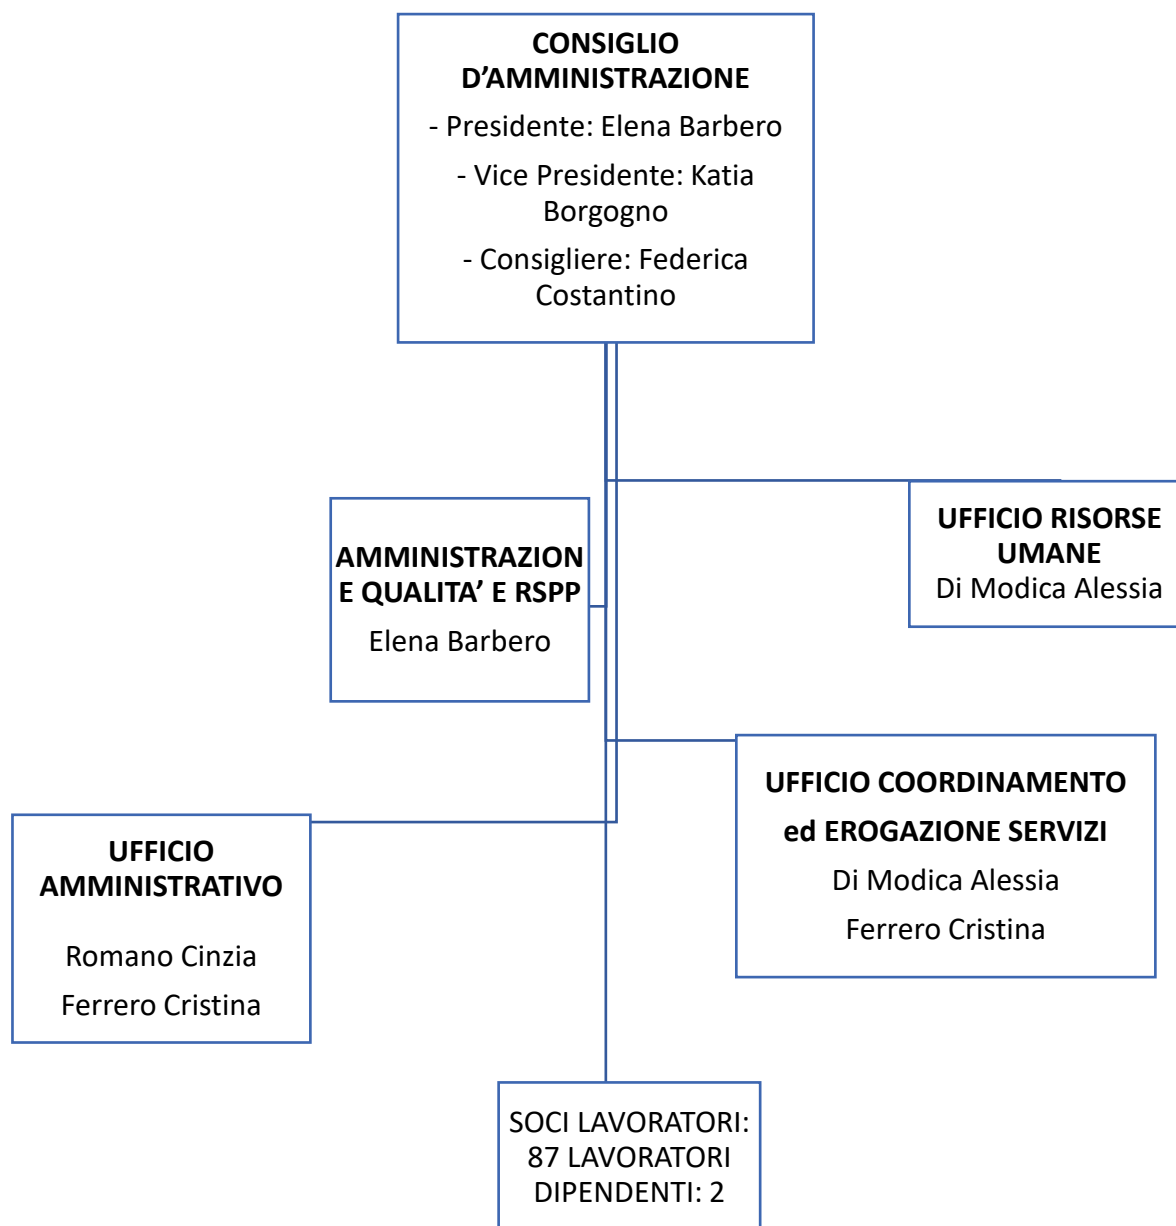 CONSIGLIO
D’AMMINISTRAZIONE
- Presidente: Elena Barbero
- Vice Presidente: Katia
Borgogno
- Consigliere: Federica
Costantino
AMMINISTRAZION
E QUALITA’ E RSPP
Elena Barbero
UFFICIO RISORSE
UMANE
Di Modica Alessia
UFFICIO COORDINAMENTO
ed EROGAZIONE SERVIZI
Di Modica Alessia
Ferrero Cristina
UFFICIO
AMMINISTRATIVO
Romano Cinzia
Ferrero Cristina
SOCI LAVORATORI:
87 LAVORATORI
DIPENDENTI: 2